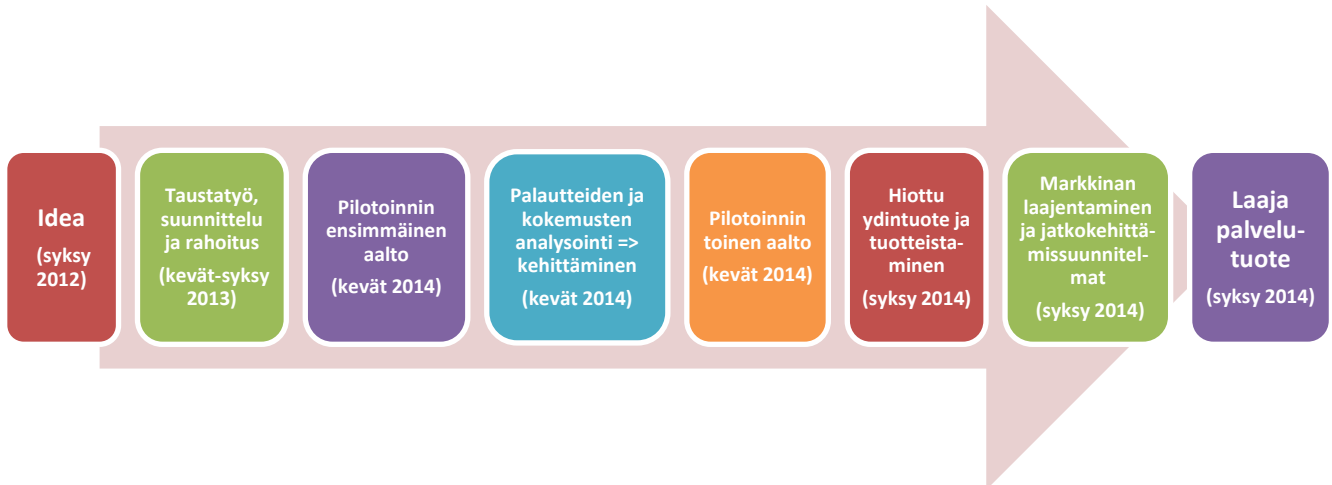 Idea
(syksy
2012)
Taustatyö,
suunnittelu
ja rahoitus
(kevät-syksy
2013)
Pilotoinnin
ensimmäinen
aalto
(kevät 2014)
Palautteiden ja
kokemusten
analysointi =>
kehittäminen
(kevät 2014)
Pilotoinnin
toinen aalto
(kevät 2014)
Hiottu
ydintuote ja
tuotteista-
minen
(syksy 2014)
Markkinan
laajentaminen
ja jatkokehittä-
missuunnitel-
mat
(syksy 2014)
Laaja
palvelu-
tuote
(syksy 2014)